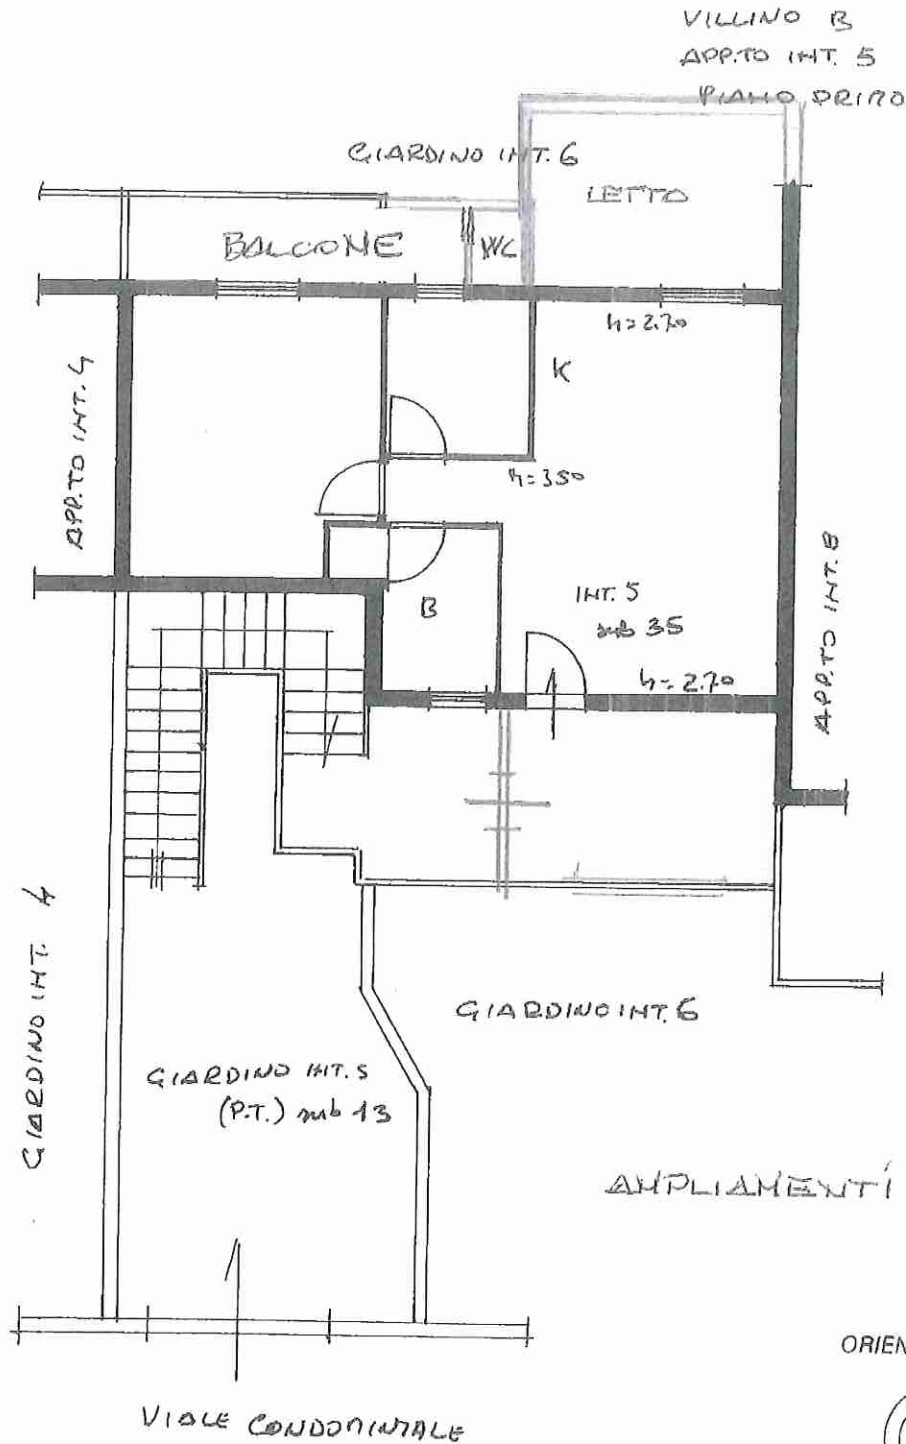 VILLINO B
APP.TO INT. 5
PIANO PRIMO
GIARDINO INT. 6
LETTO
BALCONE
WC
h=2.70
K
APP.TO INT. 4
h=350
B
INT. 5
sub 35
h=2.70
APP.TO INT. 8
GIARDINO INT. 4
GIARDINO INT. 6
GIARDINO INT. 5
(P.T.) sub 13
AMPLIAMENTI
ORIEN
VIALE CONDOMINIALE